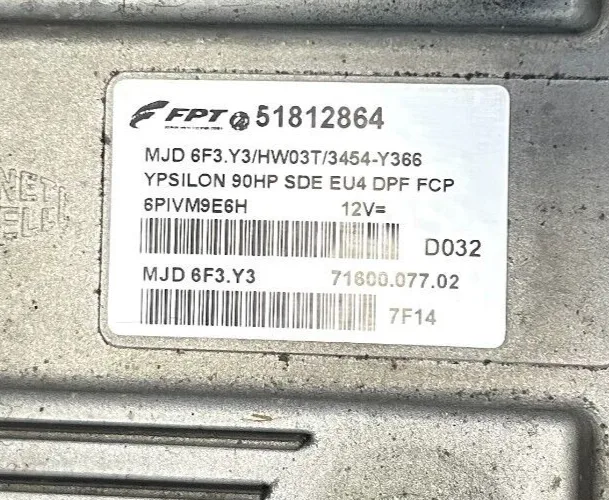 FPT 51812864
MJD 6F3.Y3/HW03T/3454-Y366
YPSILON 90HP SDE EU4 DPF FCP
6PIVM9E6H 12V=
D032
MJD 6F3.Y3 71600.077.02
7F14